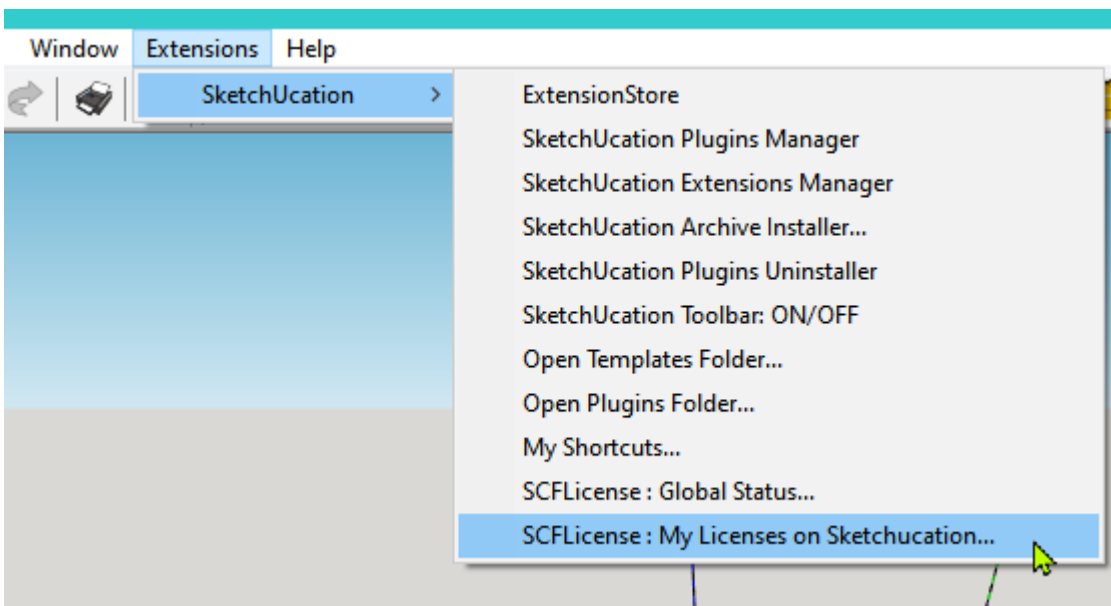 Window Extensions Help
SketchUcation
ExtensionStore
SketchUcation Plugins Manager
SketchUcation Extensions Manager
SketchUcation Archive Installer...
SketchUcation Plugins Uninstaller
SketchUcation Toolbar: ON/OFF
Open Templates Folder...
Open Plugins Folder...
My Shortcuts...
SCFLicense : Global Status...
SCFLicense : My Licenses on Sketchucation...